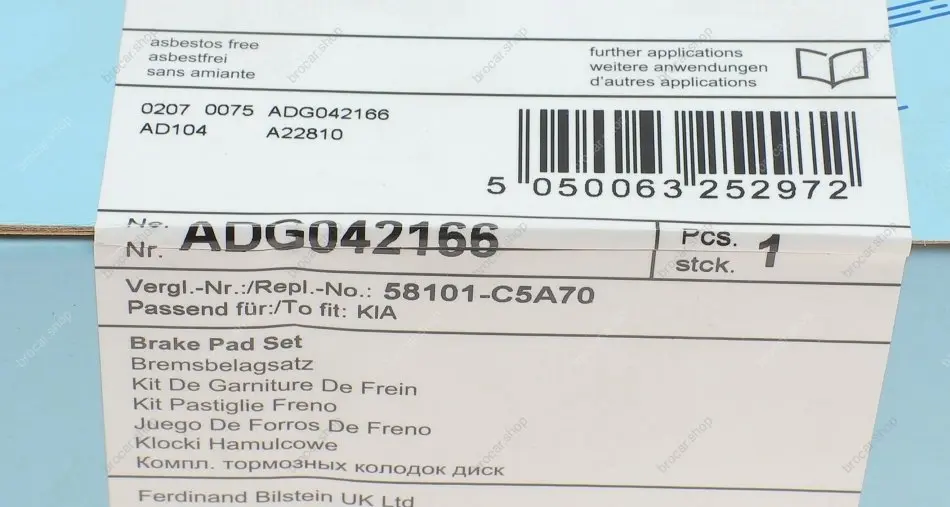 asbestos free
asbestfrei
sans amiante
further applications
weitere anwendungen
d'autres applications
0207 0075 ADG042166
AD104 A22810
5 050063 252972
No.
Nr. ADG042166
Pcs.
stck. 1
Vergl.-Nr.:/Repl.-No.: 58101-C5A70
Passend für:/To fit: KIA
Brake Pad Set
Bremsbelagsatz
Kit De Garniture De Frein
Kit Pastiglie Freno
Juego De Forros De Freno
Klocki Hamulcowe
Компл. тормозных колодок диск
Ferdinand Bilstein UK Ltd
brocar.shop